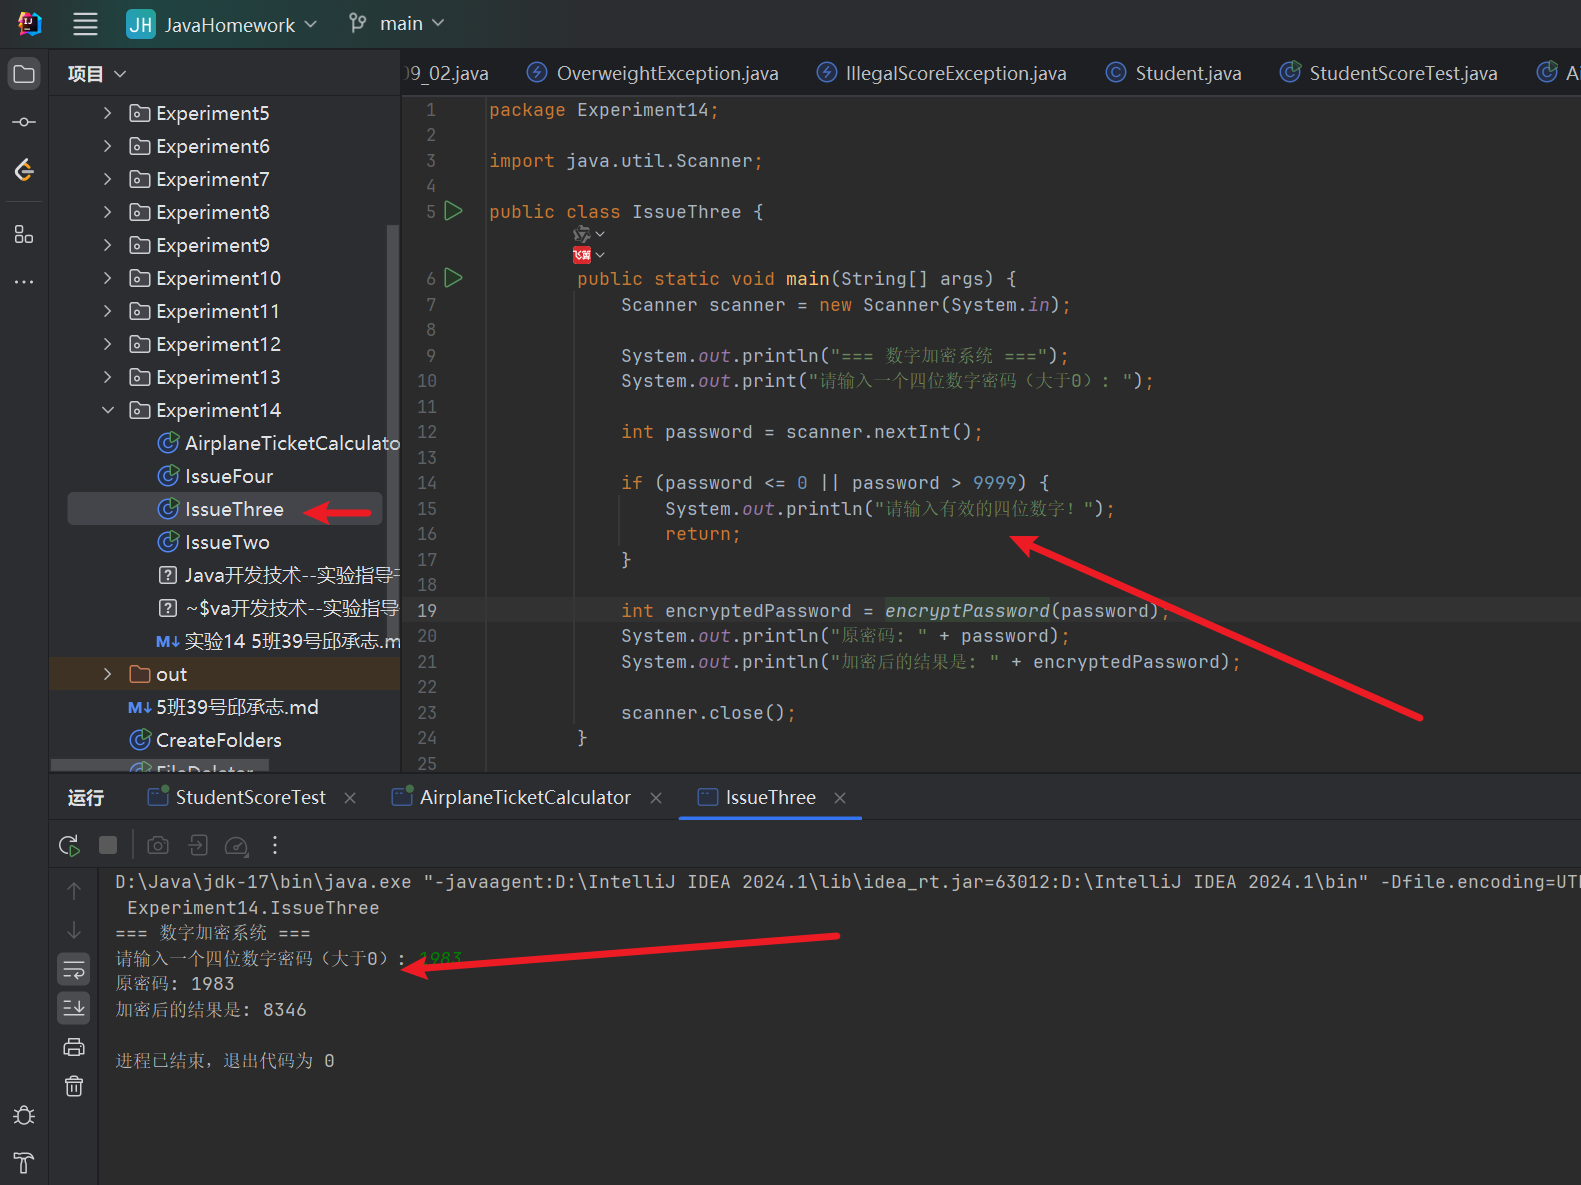 JH JavaHomework main
项目
09_02.java OverweightException.java IllegalScoreException.java Student.java StudentScoreTest.java
Experiment5
Experiment6
Experiment7
Experiment8
Experiment9
Experiment10
Experiment11
Experiment12
Experiment13
Experiment14
AirplaneTicketCalculato
IssueFour
IssueThree
IssueTwo
Java开发技术--实验指导
~$va开发技术--实验指导
M↓ 实验14 5班39号邱承志.m
out
M↓ 5班39号邱承志.md
CreateFolders
FileDeleter
1 package Experiment14;
2
3 import java.util.Scanner;
4
5 public class IssueThree {
飞算
6 public static void main(String[] args) {
7 Scanner scanner = new Scanner(System.in);
8
9 System.out.println("=== 数字加密系统 ===");
10 System.out.print("请输入一个四位数字密码（大于0）: ");
11
12 int password = scanner.nextInt();
13
14 if (password <= 0 || password > 9999) {
15 System.out.println("请输入有效的四位数字！");
16 return;
17 }
18
19 int encryptedPassword = encryptPassword(password);
20 System.out.println("原密码: " + password);
21 System.out.println("加密后的结果是: " + encryptedPassword);
22
23 scanner.close();
24 }
25
运行 StudentScoreTest × AirplaneTicketCalculator × IssueThree ×
D:\Java\jdk-17\bin\java.exe "-javaagent:D:\IntelliJ IDEA 2024.1\lib\idea_rt.jar=63012:D:\IntelliJ IDEA 2024.1\bin" -Dfile.encoding=UTF
Experiment14.IssueThree
=== 数字加密系统 ===
请输入一个四位数字密码（大于0）: 1983
原密码: 1983
加密后的结果是: 8346
进程已结束，退出代码为 0